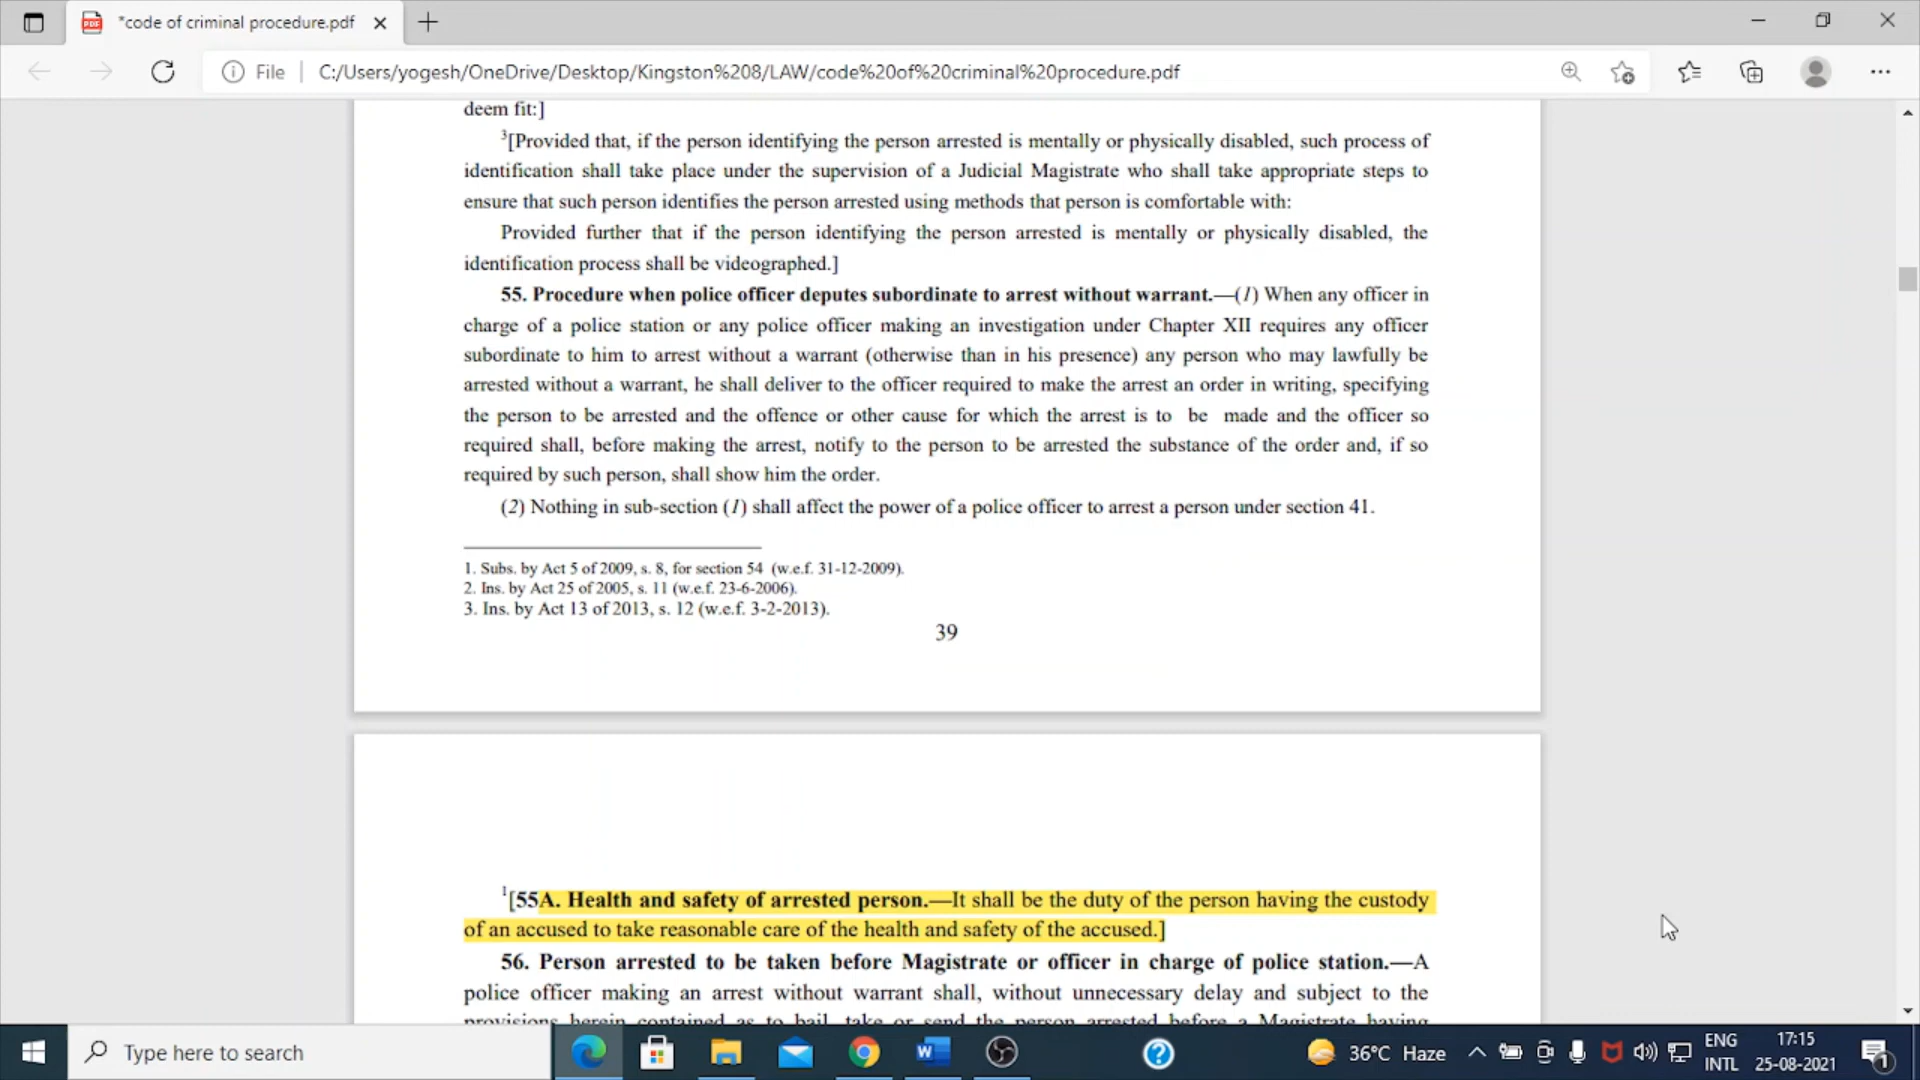 *code of criminal procedure.pdf
File
C:/Users/yogesh/OneDrive/Desktop/Kingston%208/LAW/code%20of%20criminal%20procedure.pdf
deem fit:]
3[Provided that, if the person identifying the person arrested is mentally or physically disabled, such process of
identification shall take place under the supervision of a Judicial Magistrate who shall take appropriate steps to
ensure that such person identifies the person arrested using methods that person is comfortable with:
Provided further that if the person identifying the person arrested is mentally or physically disabled, the
identification process shall be videographed.]
55. Procedure when police officer deputes subordinate to arrest without warrant.—(1) When any officer in
charge of a police station or any police officer making an investigation under Chapter XII requires any officer
subordinate to him to arrest without a warrant (otherwise than in his presence) any person who may lawfully be
arrested without a warrant, he shall deliver to the officer required to make the arrest an order in writing, specifying
the person to be arrested and the offence or other cause for which the arrest is to be made and the officer so
required shall, before making the arrest, notify to the person to be arrested the substance of the order and, if so
required by such person, shall show him the order.
(2) Nothing in sub-section (1) shall affect the power of a police officer to arrest a person under section 41.
1. Subs. by Act 5 of 2009, s. 8, for section 54 (w.e.f. 31-12-2009).
2. Ins. by Act 25 of 2005, s. 11 (w.e.f. 23-6-2006).
3. Ins. by Act 13 of 2013, s. 12 (w.e.f. 3-2-2013).
39
1[55A. Health and safety of arrested person.—It shall be the duty of the person having the custody
of an accused to take reasonable care of the health and safety of the accused.]
56. Person arrested to be taken before Magistrate or officer in charge of police station.—A
police officer making an arrest without warrant shall, without unnecessary delay and subject to the
provisions herein contained as to bail, take or send the person arrested before a Magistrate having
Type here to search
36°C Haze
ENG
INTL
17:15
25-08-2021
1